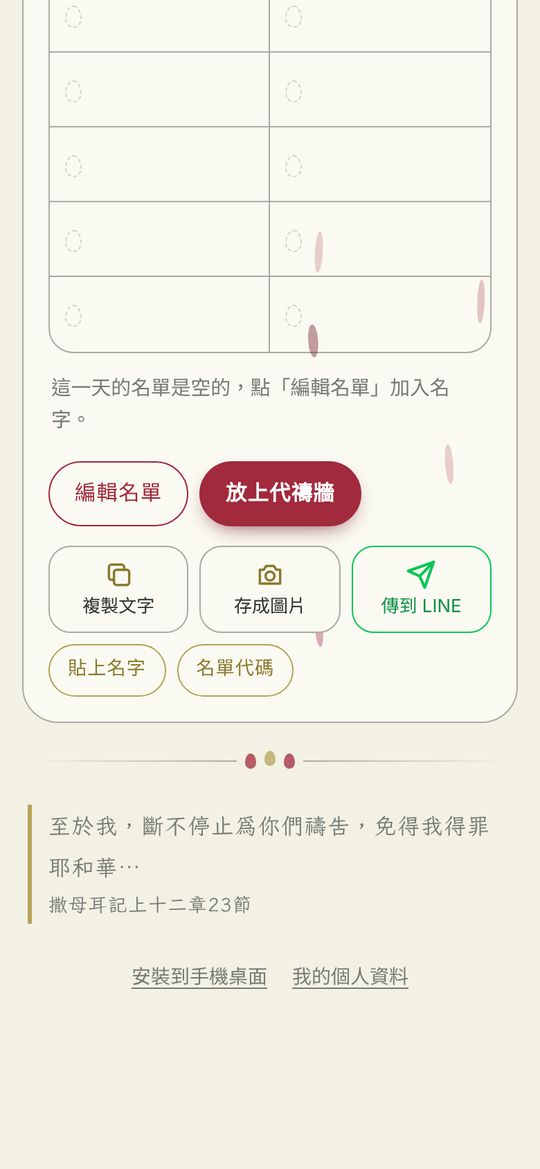 這一天的名單是空的，點「編輯名單」加入名
字。
編輯名單
放上代禱牆
複製文字
存成圖片
傳到 LINE
貼上名字
名單代碼
至於我，斷不停止為你們禱告，免得我得罪
耶和華…
撒母耳記上十二章23節
安裝到手機桌面
我的個人資料